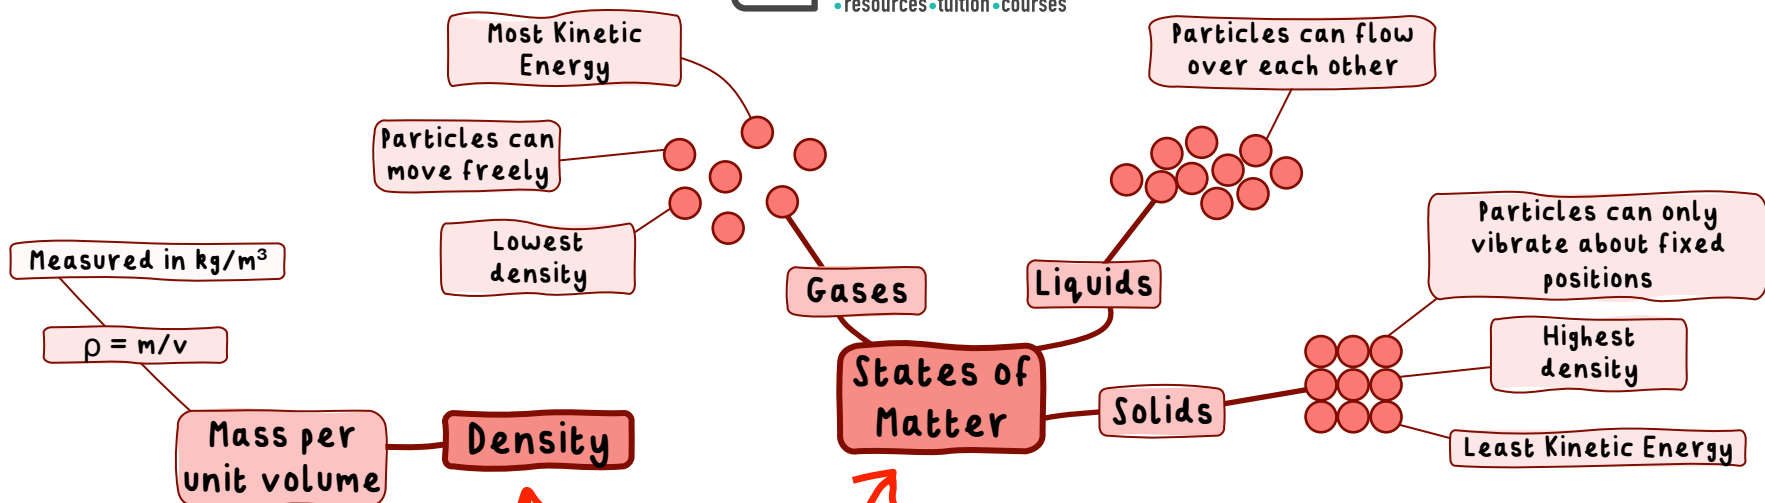 •resources•tuition•courses
Most Kinetic
Energy
Particles can flow
over each other
Particles can
move freely
Lowest
density
Particles can only
vibrate about fixed
positions
Measured in kg/m³
Gases
Liquids
ρ = m/v
States of
Matter
Highest
density
Solids
Mass per
unit volume
Density
Least Kinetic Energy